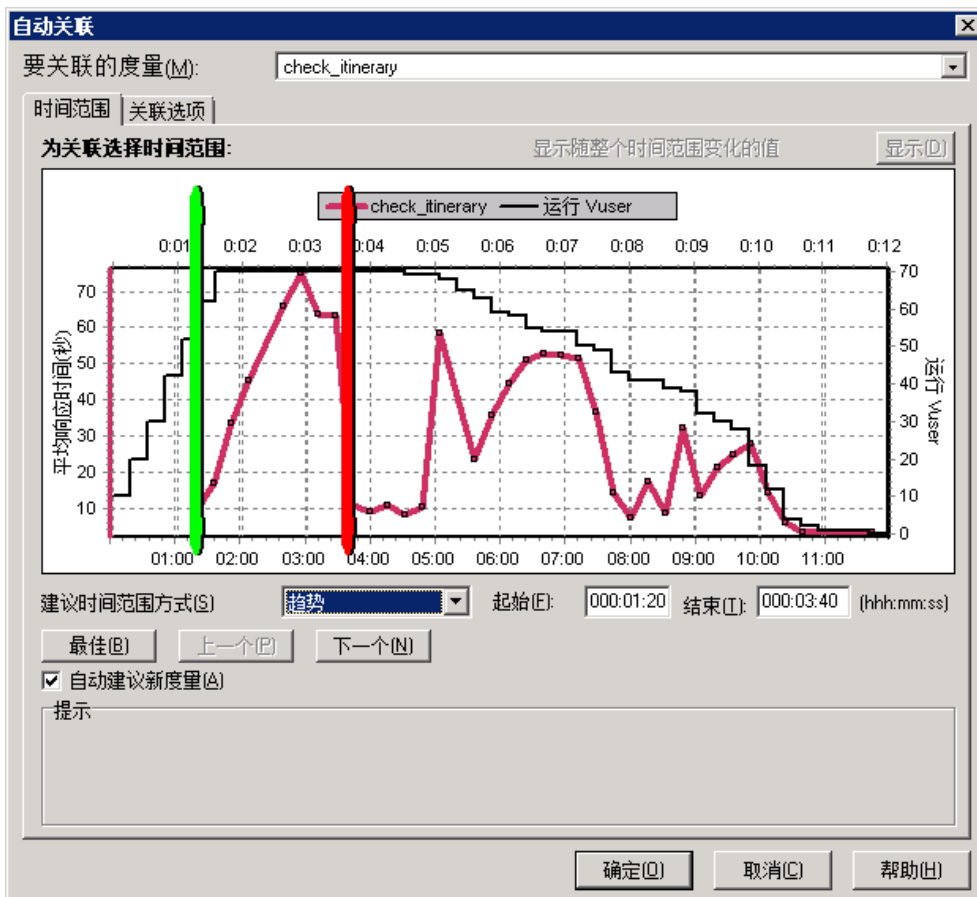 自动关联
要关联的度量(M): check_itinerary
时间范围 关联选项
为关联选择时间范围: 显示随整个时间范围变化的值 显示(D)
check_itinerary 运行 Vuser
0:01 0:02 0:03 0:04 0:05 0:06 0:07 0:08 0:09 0:10 0:11 0:12
70 70
60 60
50 50
40 40
30 30
20 20
10 10
0
平均响应时间(秒)
运行 Vuser
01:00 02:00 03:00 04:00 05:00 06:00 07:00 08:00 09:00 10:00 11:00
建议时间范围方式(S) 趋势 起始(F): 000:01:20 结束(T): 000:03:40 (hhh:mm:ss)
最佳(B) 上一个(P) 下一个(N)
自动建议新度量(A)
提示
确定(O) 取消(C) 帮助(H)